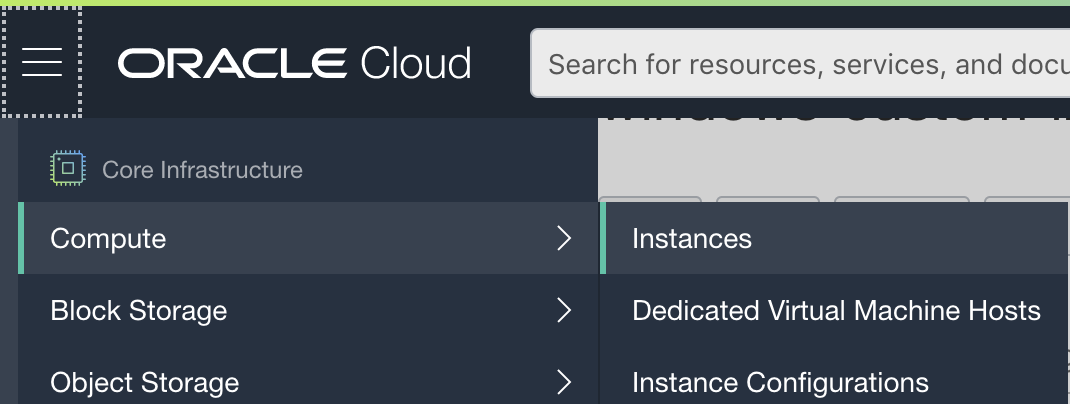 ORACLE Cloud
Search for resources, services, and docu
Core Infrastructure
Compute
Instances
Block Storage
Dedicated Virtual Machine Hosts
Object Storage
Instance Configurations